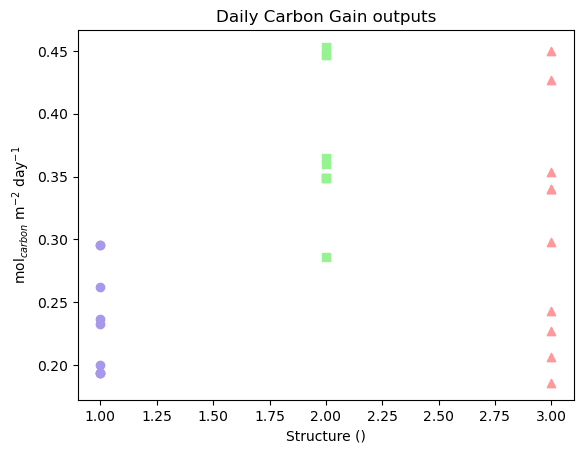 Daily Carbon Gain outputs
mol_{carbon} m^{−2} day^{−1}
0.45
0.40
0.35
0.30
0.25
0.20
1.00 1.25 1.50 1.75 2.00 2.25 2.50 2.75 3.00
Structure ()